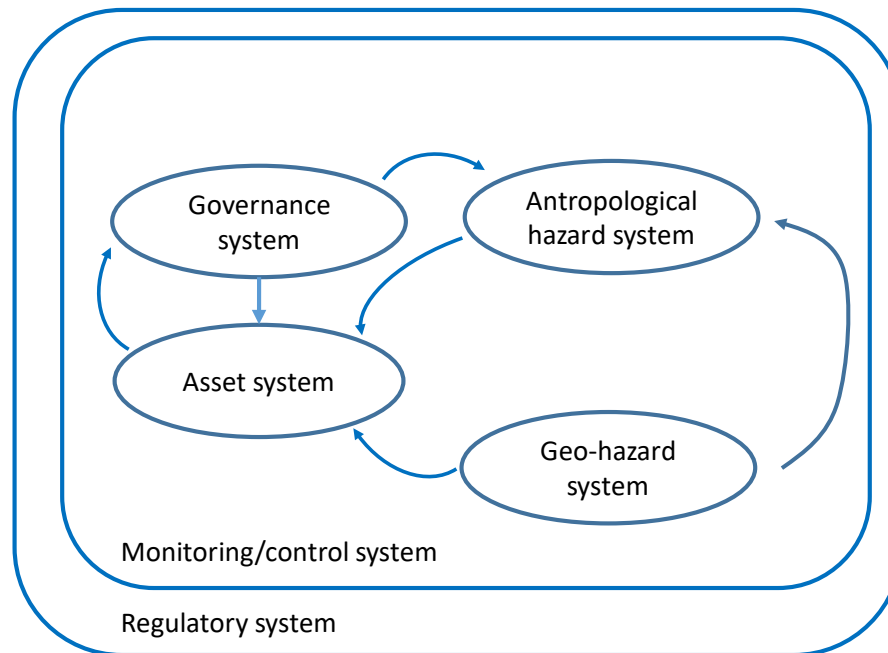 Governance
system
Antropological
hazard system
Asset system
Geo-hazard
system
Monitoring/control system
Regulatory system